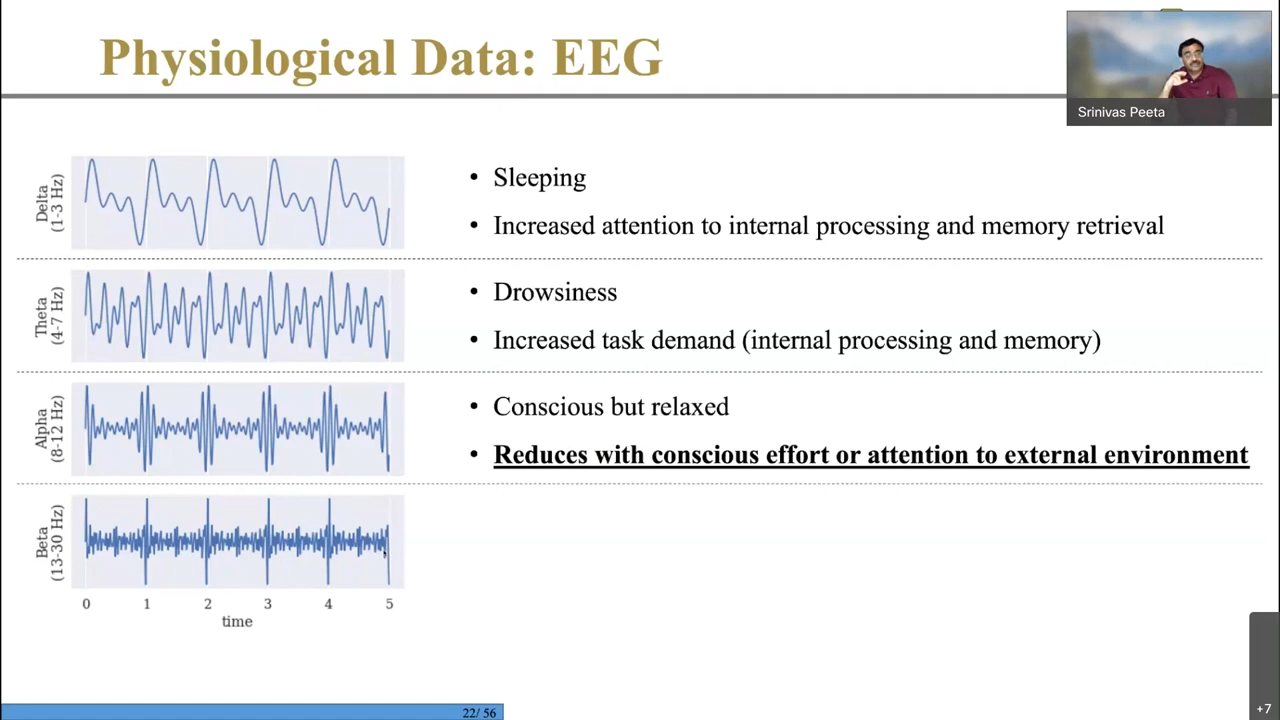 Physiological Data: EEG
Srinivas Peeta
Delta
(1-3 Hz)
• Sleeping
• Increased attention to internal processing and memory retrieval
Theta
(4-7 Hz)
• Drowsiness
• Increased task demand (internal processing and memory)
Alpha
(8-12 Hz)
• Conscious but relaxed
• Reduces with conscious effort or attention to external environment
Beta
(13-30 Hz)
0 1 2 3 4 5
time
22/ 56
+7